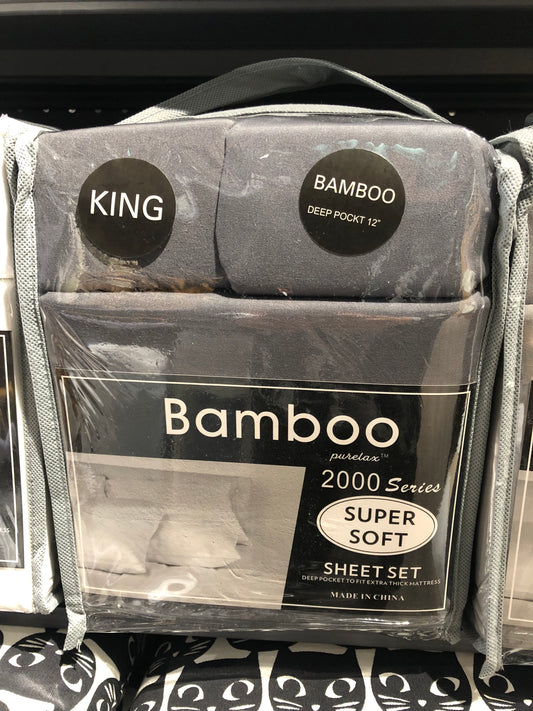 KING
BAMBOO
DEEP POCKT 12"
Bamboo
purelax™
2000 Series
SUPER
SOFT
SHEET SET
DEEP POCKET TO FIT EXTRA THICK MATTRESS
MADE IN CHINA